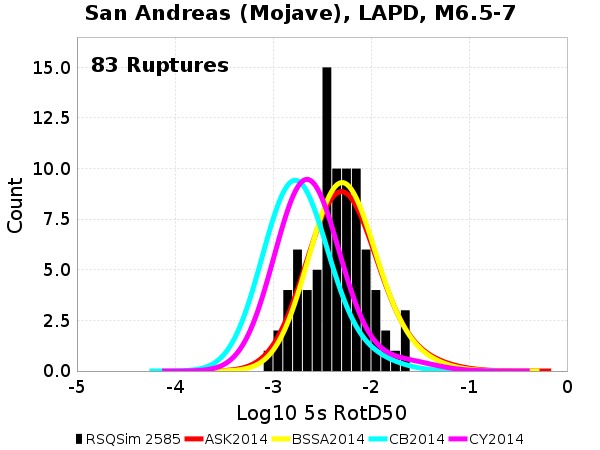 San Andreas (Mojave), LAPD, M6.5-7
83 Ruptures
Count
15.0
12.5
10.0
7.5
5.0
2.5
0.0
-5 -4 -3 -2 -1 0
Log10 5s RotD50
RSQSim 2585 ASK2014 BSSA2014 CB2014 CY2014